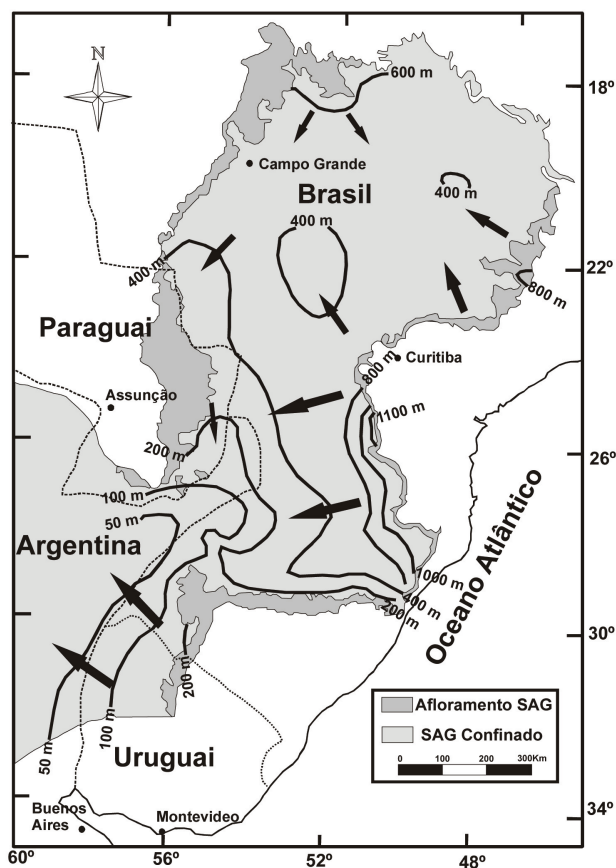 N
600 m
18º
Campo Grande
Brasil
400 m
400 m
400 m
22º
800 m
Paraguai
800 m
Curitiba
Assunção
1100 m
200 m
26º
100 m
50 m
Argentina
1000 m
400 m
200 m
Oceano Atlântico
30º
200 m
Afloramento SAG
SAG Confinado
0 100 200 300Km
100 m
50 m
Uruguai
Buenos
Aires
Montevideo
34º
60º 56º 52º 48º